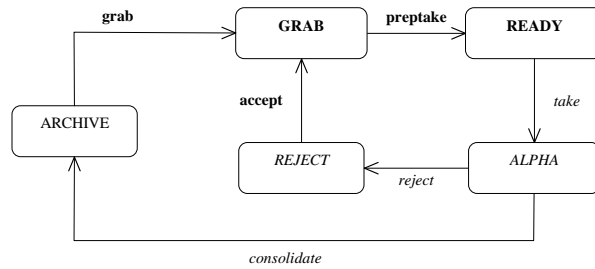 grab
GRAB
preptake
READY
accept
take
ARCHIVE
REJECT
reject
ALPHA
consolidate